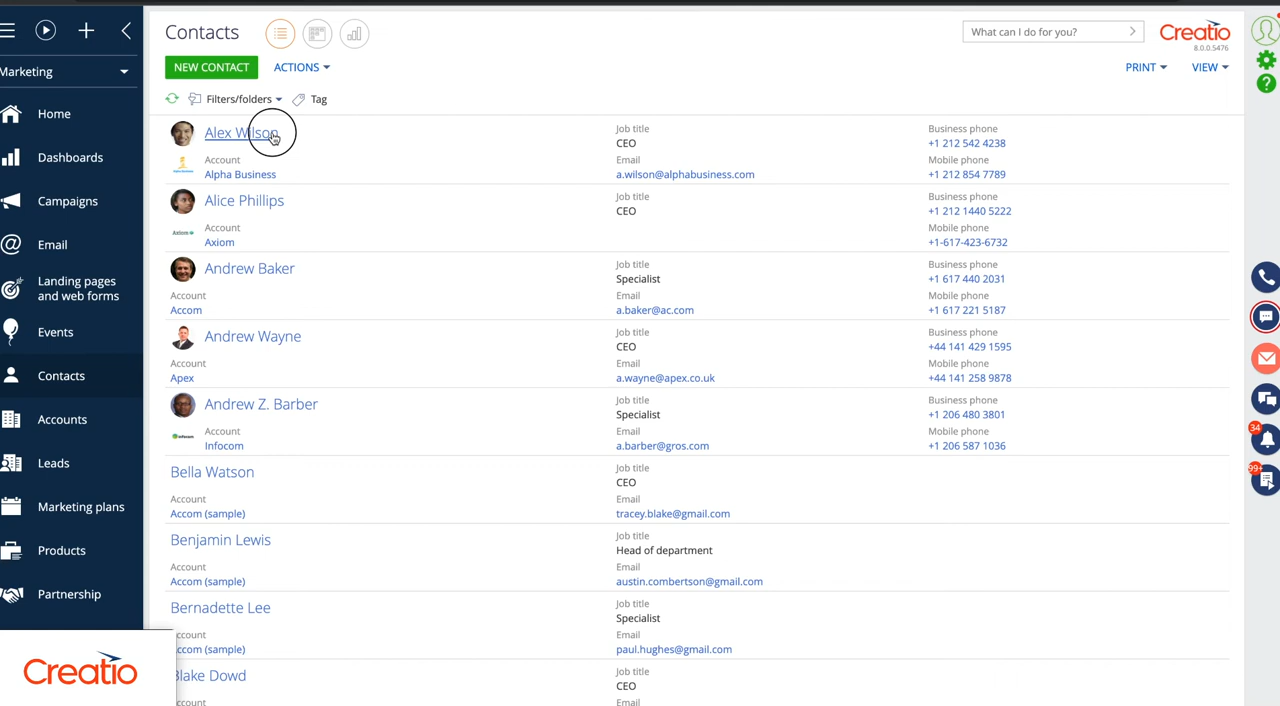 Contacts
What can I do for you?
Creatio
8.0.0.5476
Marketing
NEW CONTACT
ACTIONS
PRINT
VIEW
Filters/folders
Tag
Home
Dashboards
Campaigns
Email
Landing pages
and web forms
Events
Contacts
Accounts
Leads
Marketing plans
Products
Partnership
Creatio
Alex Wilson
Job title
CEO
Business phone
+1 212 542 4238
Account
Alpha Business
Email
a.wilson@alphabusiness.com
Mobile phone
+1 212 854 7789
Alice Phillips
Job title
CEO
Business phone
+1 212 1440 5222
Axiom
Account
Axiom
Mobile phone
+1-617-423-6732
Andrew Baker
Job title
Specialist
Business phone
+1 617 440 2031
Account
Accom
Email
a.baker@ac.com
Mobile phone
+1 617 221 5187
Andrew Wayne
Job title
CEO
Business phone
+44 141 429 1595
Account
Apex
Email
a.wayne@apex.co.uk
Mobile phone
+44 141 258 9878
Andrew Z. Barber
Job title
Specialist
Business phone
+1 206 480 3801
Infocom
Account
Infocom
Email
a.barber@gros.com
Mobile phone
+1 206 587 1036
Bella Watson
Job title
CEO
Account
Accom (sample)
Email
tracey.blake@gmail.com
Benjamin Lewis
Job title
Head of department
Account
Accom (sample)
Email
austin.combertson@gmail.com
Bernadette Lee
Job title
Specialist
ccount
ccom (sample)
Email
paul.hughes@gmail.com
Blake Dowd
Job title
CEO
ccount
Email
34
99+